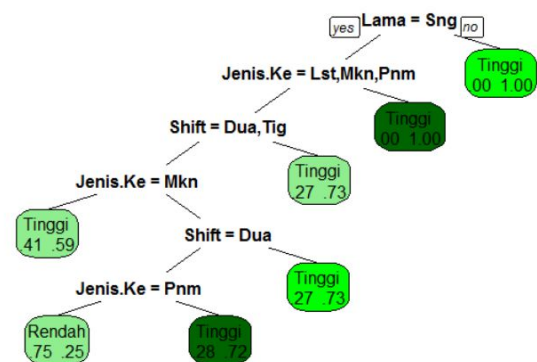 yes Lama = Sng no
Jenis.Ke = Lst,Mkn,Pnm
Tinggi
.00 1.00
Shift = Dua,Tig
Tinggi
.00 1.00
Jenis.Ke = Mkn
Tinggi
.27 .73
Tinggi
.41 .59
Shift = Dua
Jenis.Ke = Pnm
Tinggi
.27 .73
Rendah
.75 .25
Tinggi
.28 .72